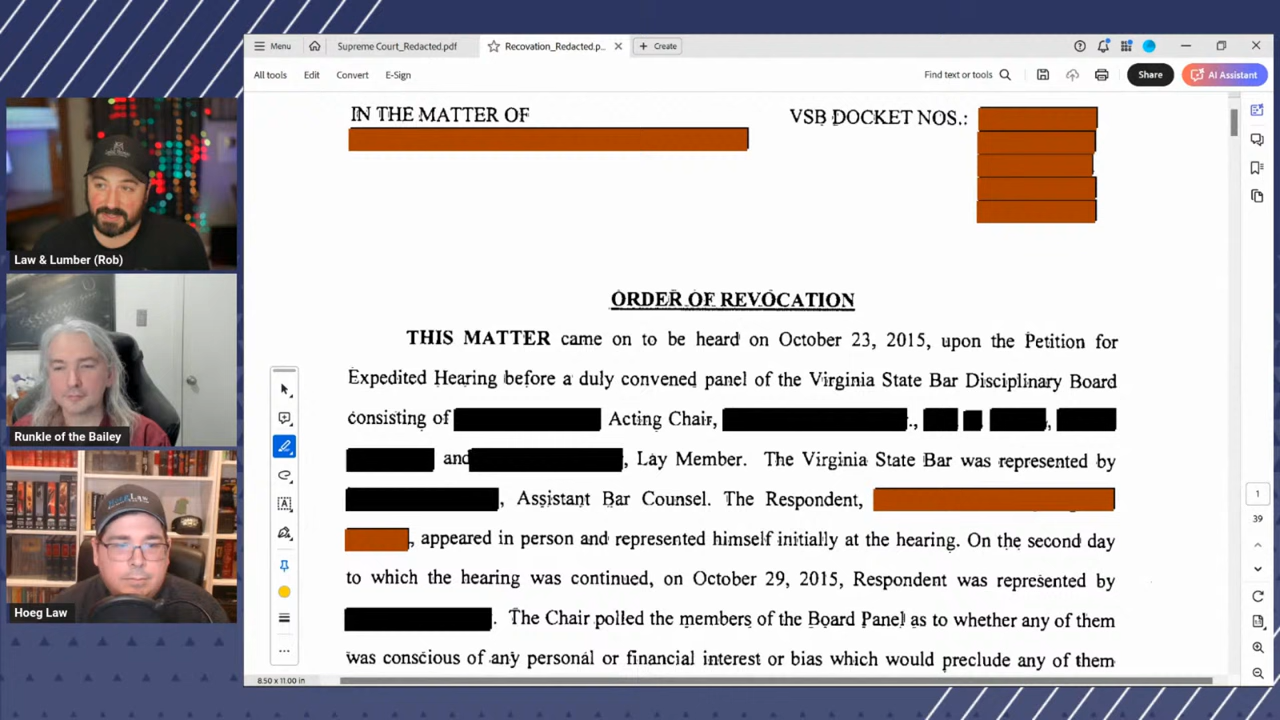 Menu
Supreme Court_Redacted.pdf
Recovation_Redacted.p...
Create
All tools
Edit
Convert
E-Sign
Find text or tools
Share
AI Assistant
IN THE MATTER OF
VSB DOCKET NOS.:
ORDER OF REVOCATION
THIS MATTER came on to be heard on October 23, 2015, upon the Petition for
Expedited Hearing before a duly convened panel of the Virginia State Bar Disciplinary Board
consisting of Acting Chair, ., ,
and , Lay Member. The Virginia State Bar was represented by
, Assistant Bar Counsel. The Respondent,
, appeared in person and represented himself initially at the hearing. On the second day
to which the hearing was continued, on October 29, 2015, Respondent was represented by
. The Chair polled the members of the Board Panel as to whether any of them
was conscious of any personal or financial interest or bias which would preclude any of them
8.50 x 11.00 in
1
39
Law & Lumber (Rob)
Runkle of the Bailey
HOEG LAW
Hoeg Law